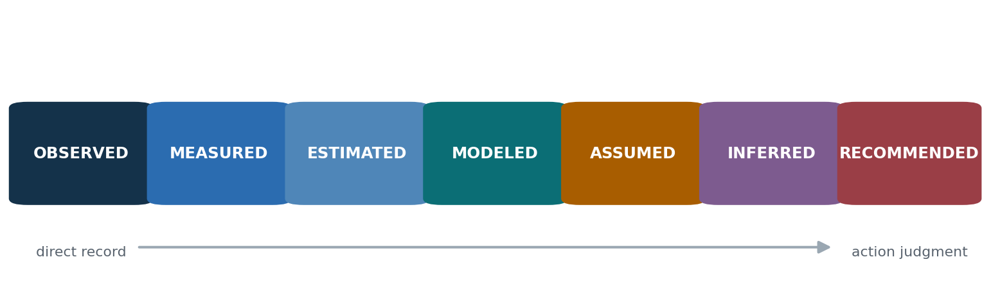 OBSERVED MEASURED ESTIMATED MODELED ASSUMED INFERRED RECOMMENDED
direct record action judgment